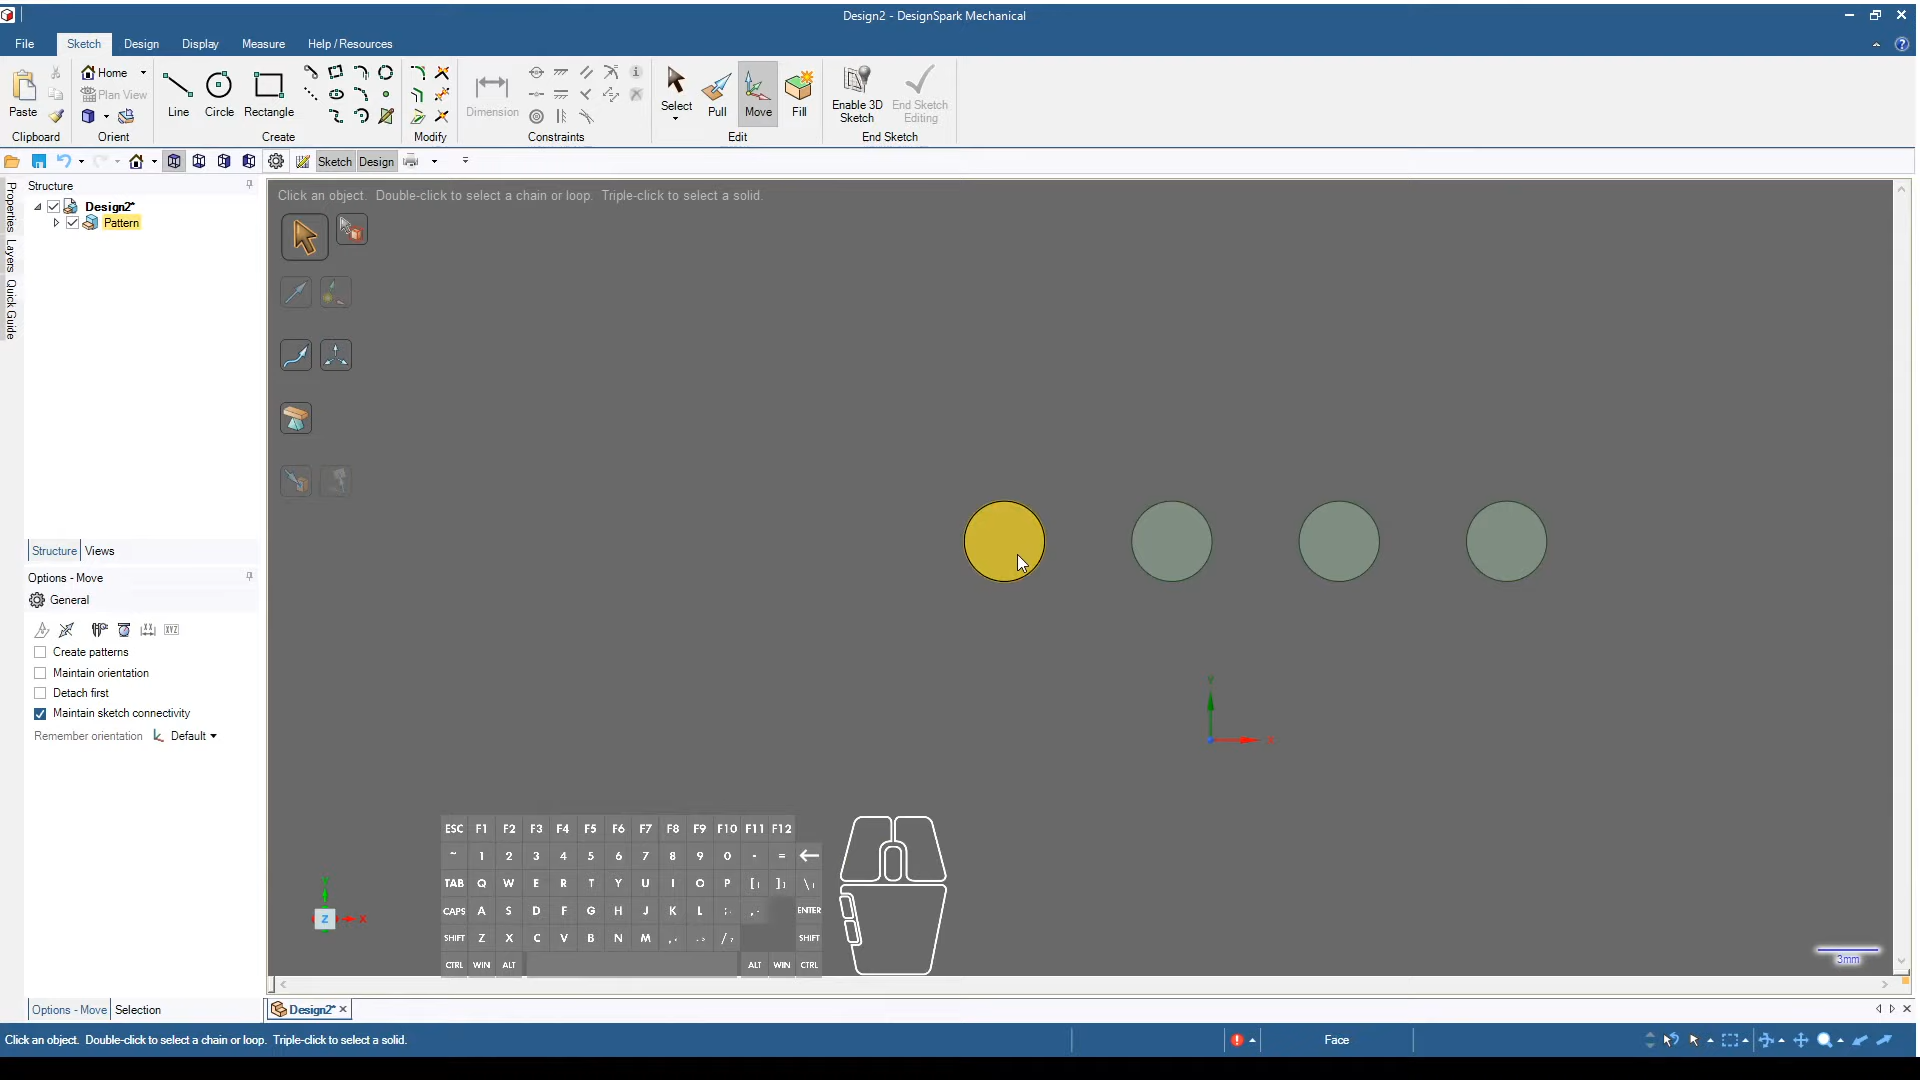 Design2 - DesignSpark Mechanical
File Sketch Design Display Measure Help / Resources
Paste
Clipboard
Home
Plan View
Orient
Line Circle Rectangle
Create
Modify
Dimension
Constraints
Select Pull Move Fill
Edit
Enable 3D Sketch
End Sketch Editing
End Sketch
Sketch Design
Properties Layers Quick Guide
Structure
Design2*
Pattern
Structure Views
Options - Move
General
Create patterns
Maintain orientation
Detach first
Maintain sketch connectivity
Remember orientation Default
Options - Move Selection
Click an object. Double-click to select a chain or loop. Triple-click to select a solid.
Y
X
Y
Z X
ESC F1 F2 F3 F4 F5 F6 F7 F8 F9 F10 F11 F12
~ 1 2 3 4 5 6 7 8 9 0 - =
TAB Q W E R T Y U I O P [ ] \
CAPS A S D F G H J K L ; , ENTER
SHIFT Z X C V B N M , . / SHIFT
CTRL WIN ALT ALT WIN CTRL
3mm
Design2*
Click an object. Double-click to select a chain or loop. Triple-click to select a solid.
Face